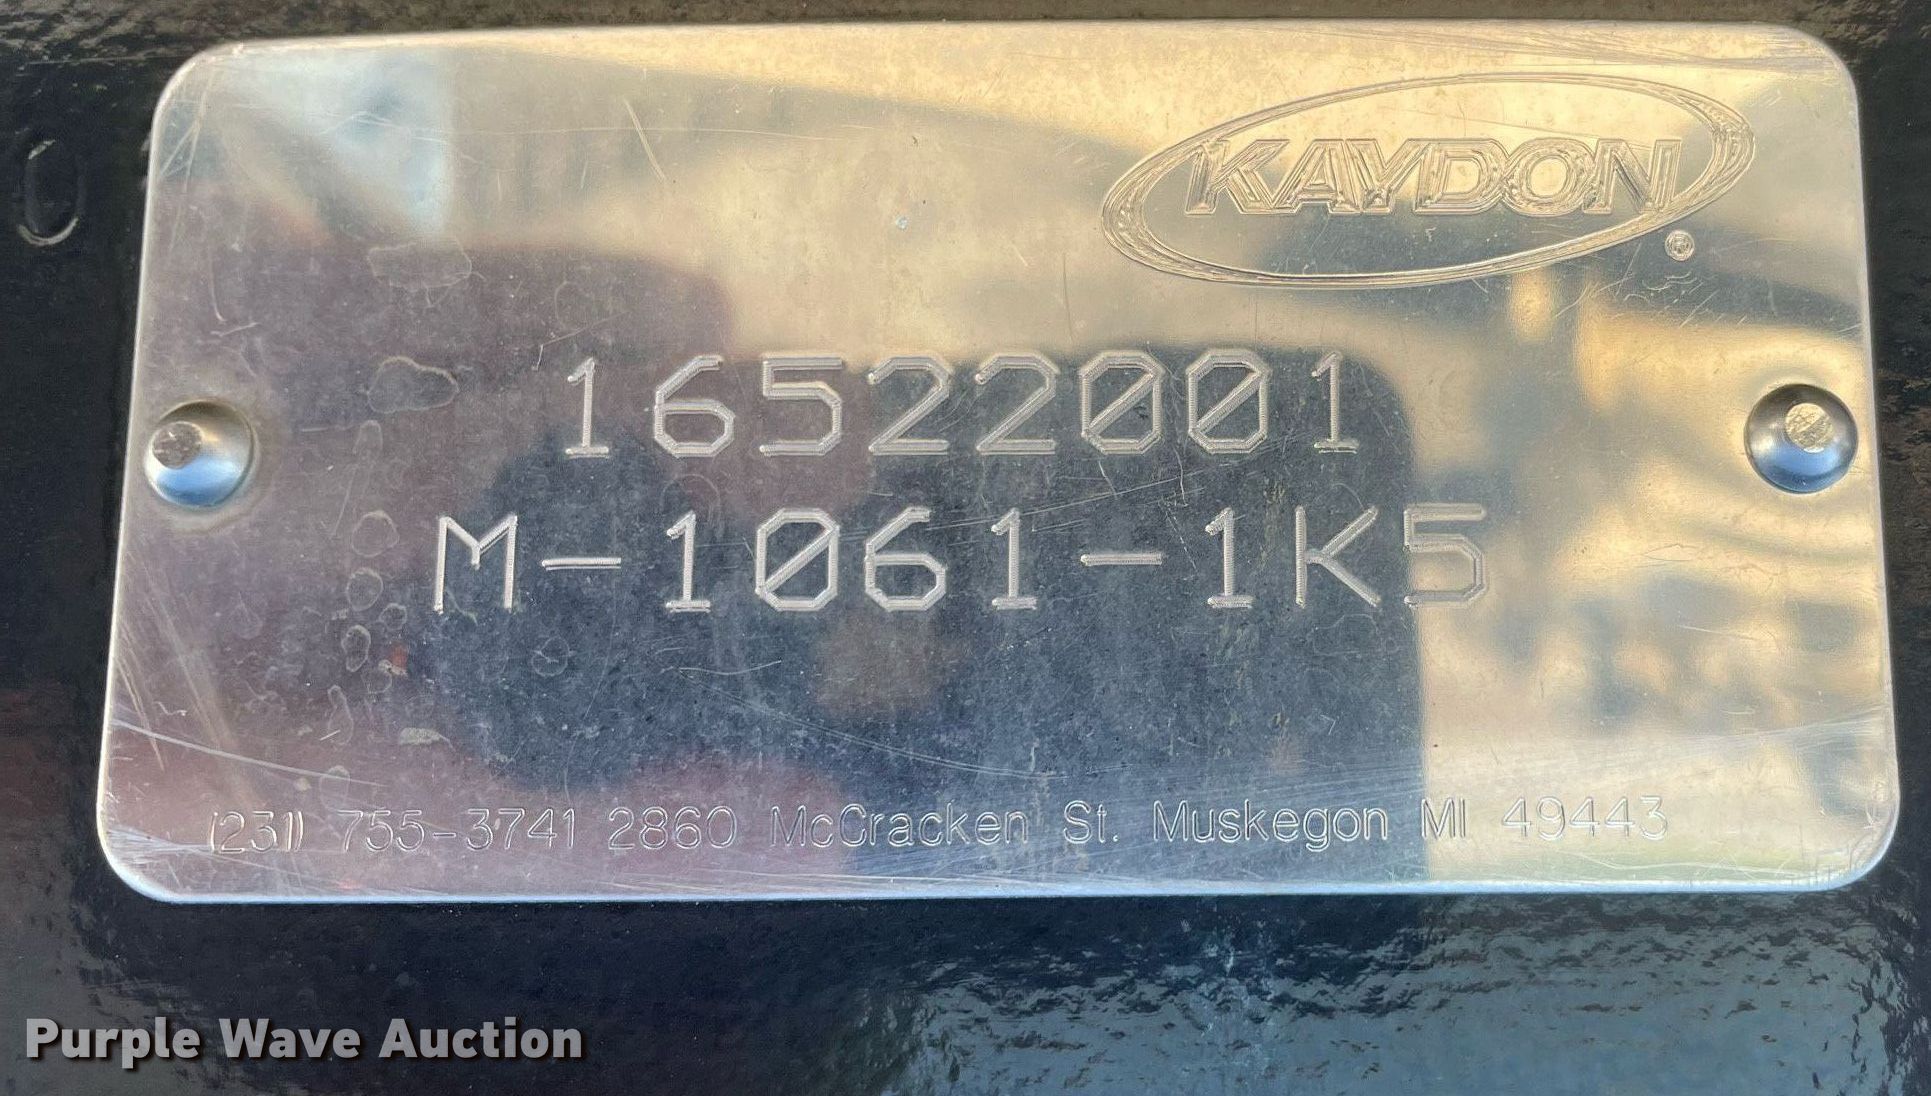 KAYDON
®
16522001
M-1061-1K5
(231) 755-3741 2860 McCracken St. Muskegon MI 49443
Purple Wave Auction